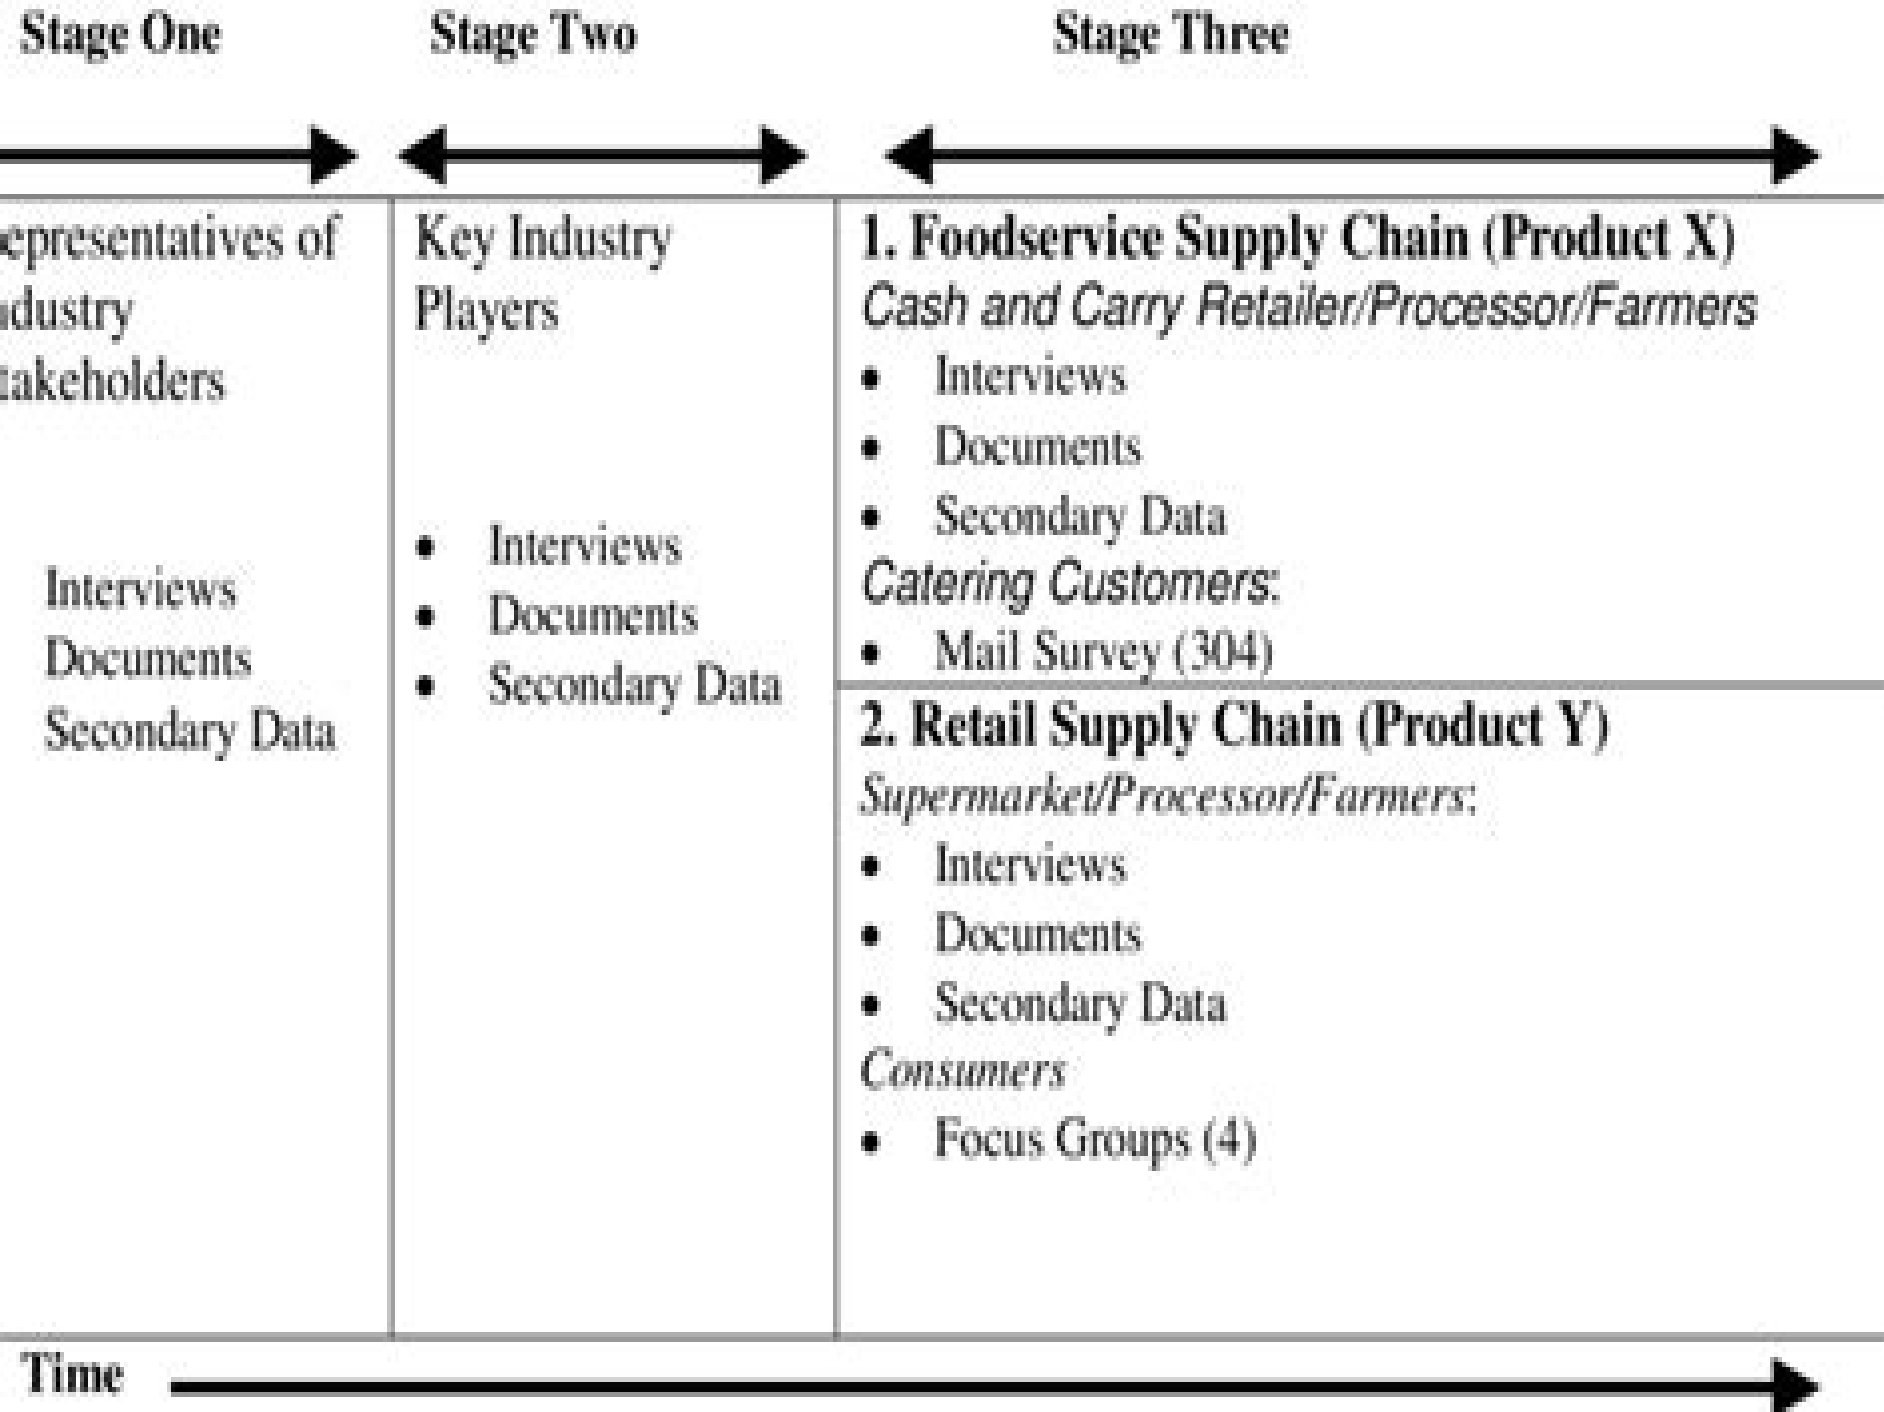 Stage One
Stage Two
Stage Three
epresentatives of
dustry
takeholders
Interviews
Documents
Secondary Data
Key Industry
Players
• Interviews
• Documents
• Secondary Data
1. Foodservice Supply Chain (Product X)
Cash and Carry Retailer/Processor/Farmers
• Interviews
• Documents
• Secondary Data
Catering Customers:
• Mail Survey (304)
2. Retail Supply Chain (Product Y)
Supermarket/Processor/Farmers:
• Interviews
• Documents
• Secondary Data
Consumers
• Focus Groups (4)
Time